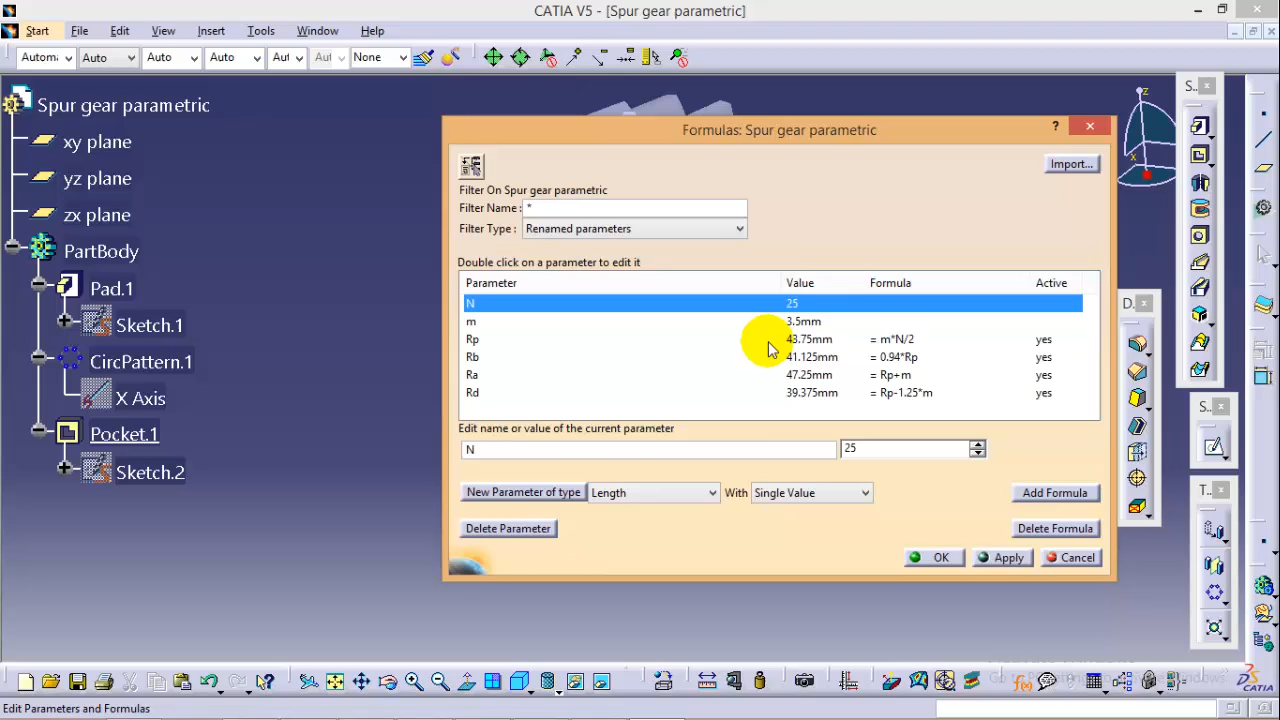 CATIA V5 - [Spur gear parametric]
Start File Edit View Insert Tools Window Help
Automa Auto Auto Auto Aut Aut None
Spur gear parametric
xy plane
yz plane
zx plane
PartBody
Pad.1
Sketch.1
CircPattern.1
X Axis
Pocket.1
Sketch.2
Formulas: Spur gear parametric
?
Import...
Filter On Spur gear parametric
Filter Name : *
Filter Type : Renamed parameters
Double click on a parameter to edit it
Parameter Value Formula Active
N 25
m 3.5mm
Rp 43.75mm = m*N/2 yes
Rb 41.125mm = 0.94*Rp yes
Ra 47.25mm = Rp+m yes
Rd 39.375mm = Rp-1.25*m yes
Edit name or value of the current parameter
N 25
New Parameter of type Length With Single Value Add Formula
Delete Parameter Delete Formula
OK Apply Cancel
z
x
S..
D..
S...
T...
CATIA
Edit Parameters and Formulas